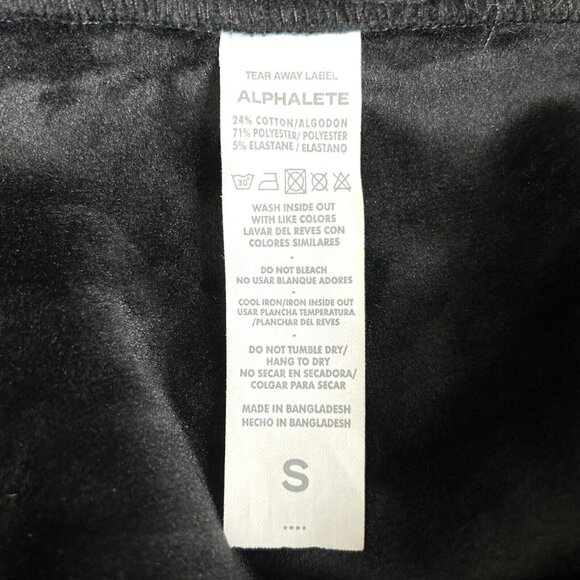 TEAR AWAY LABEL
ALPHALETE
24% COTTON/ALGODON
71% POLYESTER/ POLYESTER
5% ELASTANE / ELASTANO
30°
WASH INSIDE OUT
WITH LIKE COLORS
LAVAR DEL REVES CON
COLORES SIMILARES
-
DO NOT BLEACH
NO USAR BLANQUE ADORES
-
COOL IRON/IRON INSIDE OUT
USAR PLANCHA TEMPERATURA
/PLANCHAR DEL REVES
-
DO NOT TUMBLE DRY/
HANG TO DRY
NO SECAR EN SECADORA/
COLGAR PARA SECAR
MADE IN BANGLADESH
HECHO EN BANGLADESH
S